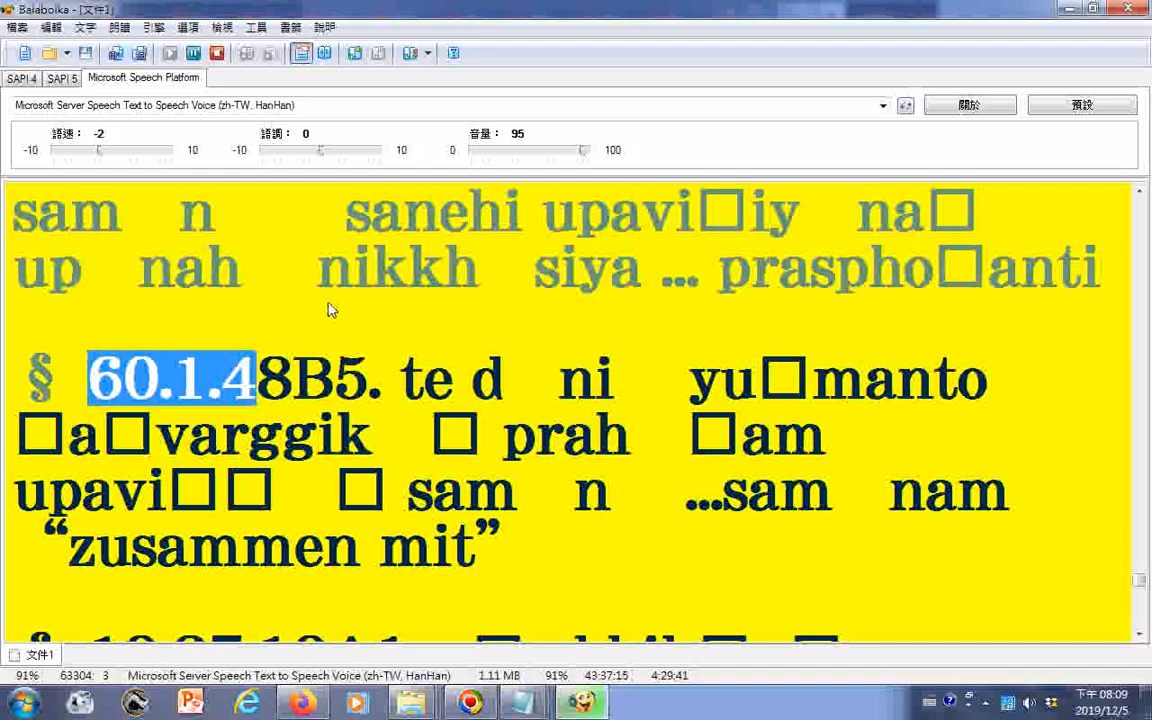 Balabolka - [文件1]
檔案 編輯 文字 朗讀 引擎 選項 檢視 工具 書籤 說明
SAPI 4 SAPI 5 Microsoft Speech Platform
Microsoft Server Speech Text to Speech Voice (zh-TW, HanHan) 關於 預設
語速： -2 語調： 0 音量： 95
-10 10 -10 10 0 100
sam n sanehi upavi□iy na□
up nah nikkh siya ... praspho□anti
§ 60.1.48B5. te d ni yu□manto
□a□varggik □ prah □am
upavi□□ □ sam n ...sam nam
“zusammen mit”
文件1
91% 63304: 3 Microsoft Server Speech Text to Speech Voice (zh-TW, HanHan) 1.11 MB 91% 43:37:15 4:29:41
下午 08:09
2019/12/5